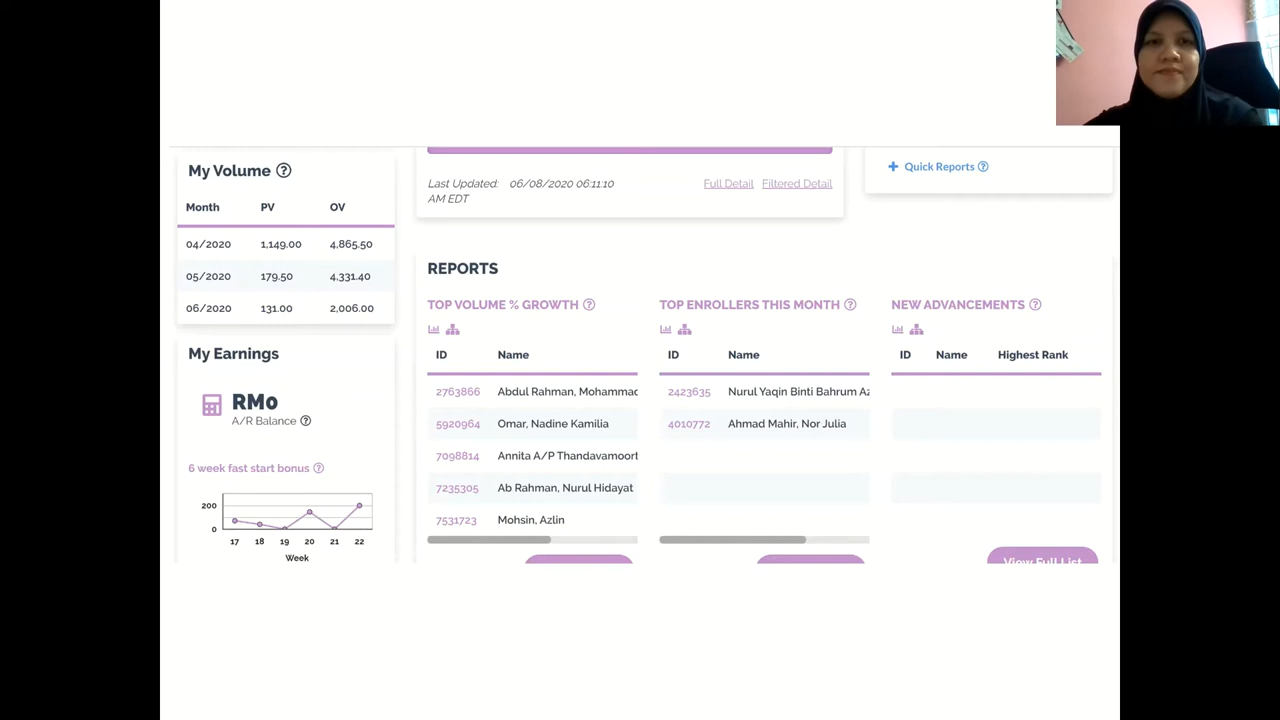 My Volume
Month PV OV
04/2020 1,149.00 4,865.50
05/2020 179.50 4,331.40
06/2020 131.00 2,006.00
My Earnings
RM0
A/R Balance
6 week fast start bonus
200
0
17 18 19 20 21 22
Week
Last Updated: 06/08/2020 06:11:10
AM EDT
Full Detail Filtered Detail
+ Quick Reports
REPORTS
TOP VOLUME % GROWTH
ID Name
2763866 Abdul Rahman, Mohammad
5920964 Omar, Nadine Kamilia
7098814 Annita A/P Thandavamoort
7235305 Ab Rahman, Nurul Hidayat
7531723 Mohsin, Azlin
TOP ENROLLERS THIS MONTH
ID Name
2423635 Nurul Yaqin Binti Bahrum Az
4010772 Ahmad Mahir, Nor Julia
NEW ADVANCEMENTS
ID Name Highest Rank
View Full List